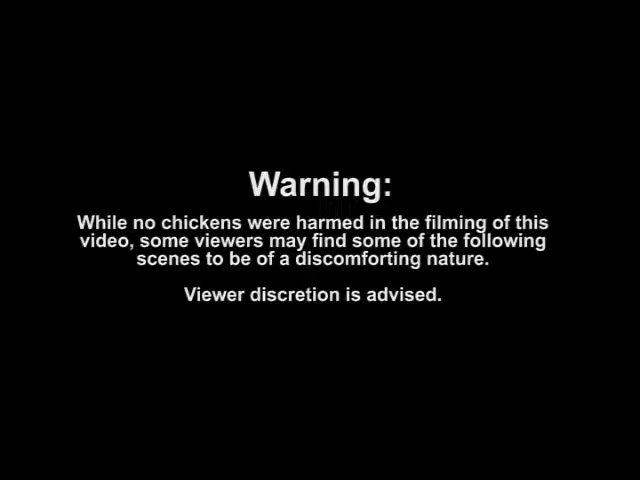 Warning:
While no chickens were harmed in the filming of this
video, some viewers may find some of the following
scenes to be of a discomforting nature.
Viewer discretion is advised.